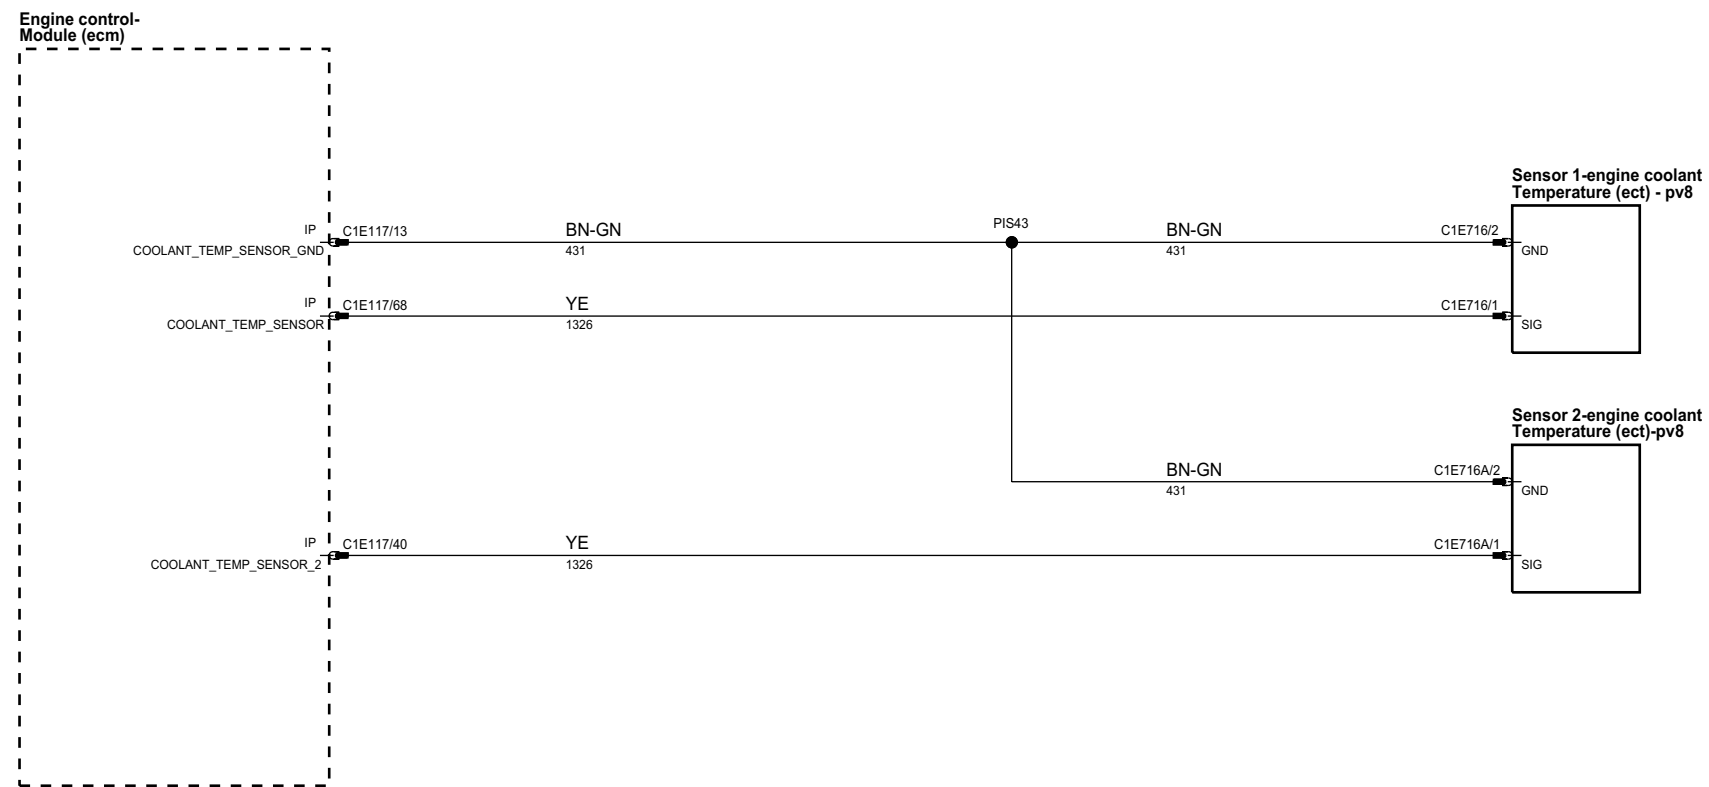 Engine control-
Module (ecm)
Sensor 1-engine coolant
Temperature (ect) - pv8
IP
C1E117/13
BN-GN
PIS43
BN-GN
C1E716/2
COOLANT_TEMP_SENSOR_GND
431
431
GND
IP
C1E117/68
YE
C1E716/1
COOLANT_TEMP_SENSOR
1326
SIG
Sensor 2-engine coolant
Temperature (ect)-pv8
BN-GN
C1E716A/2
431
GND
IP
C1E117/40
YE
C1E716A/1
COOLANT_TEMP_SENSOR_2
1326
SIG